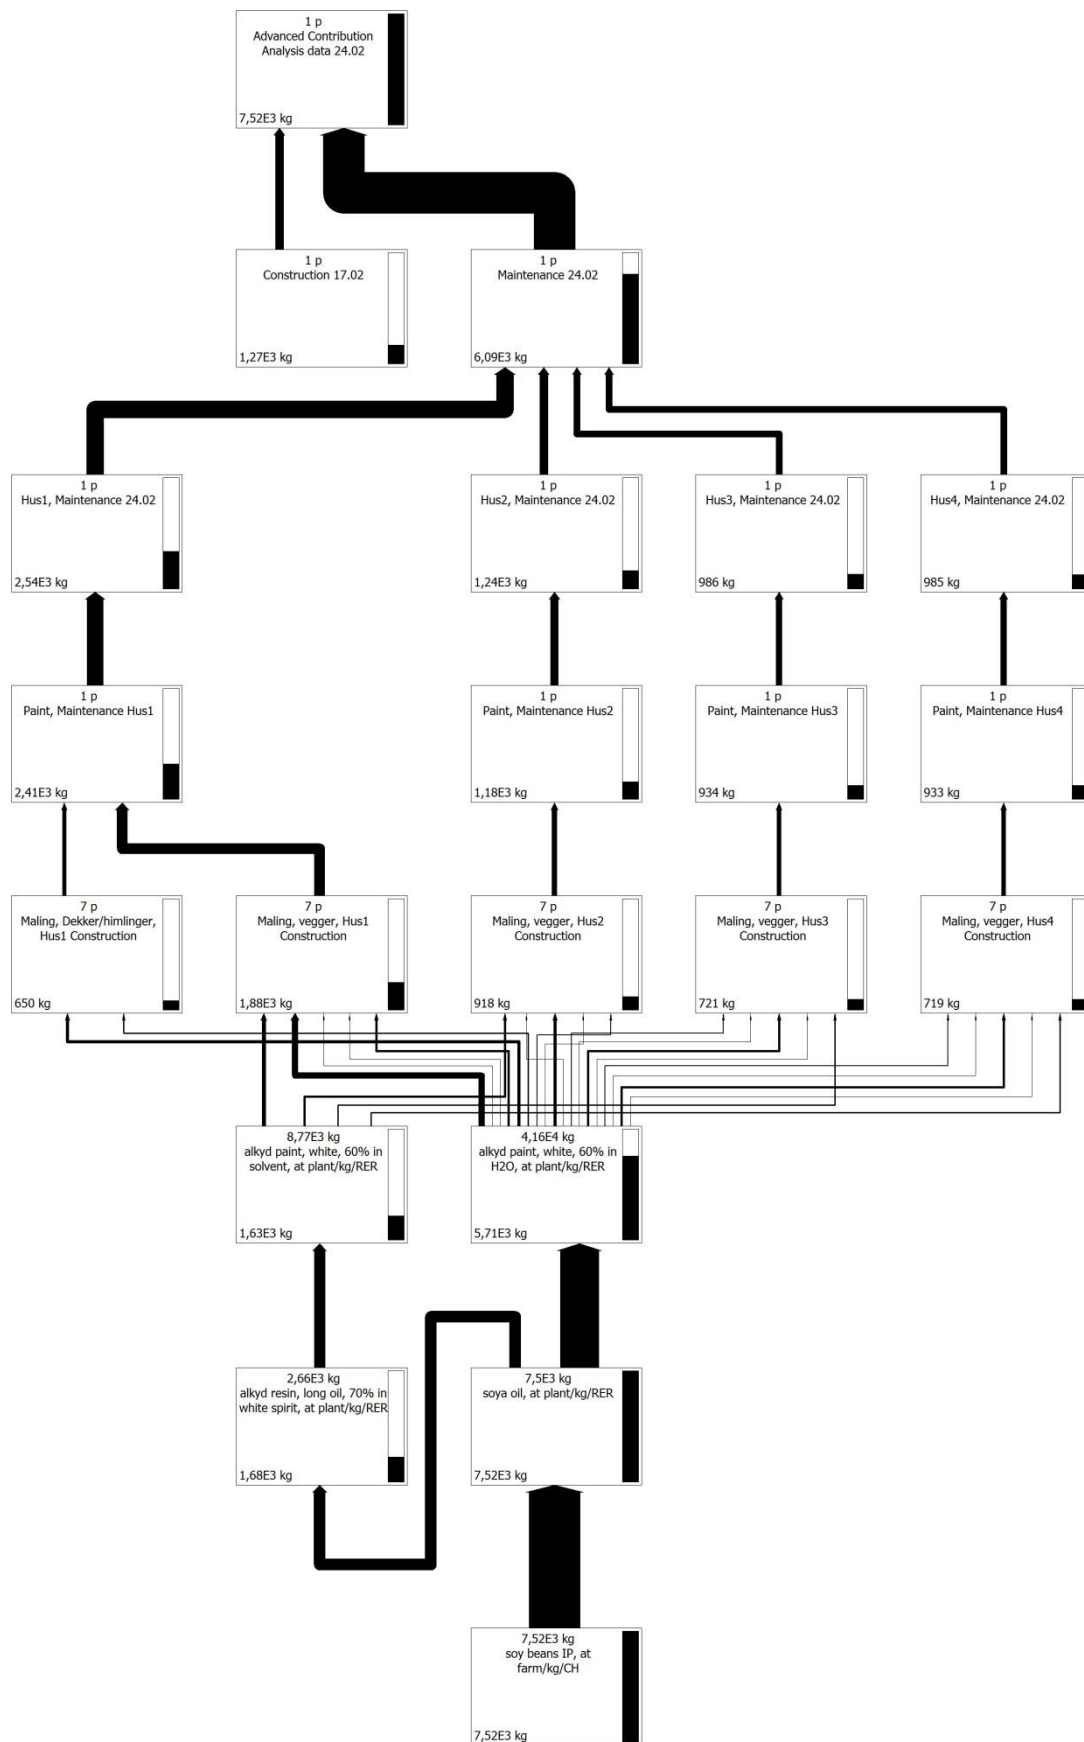 1 p
Advanced Contribution
Analysis data 24.02
7,52E3 kg
1 p
Construction 17.02
1,27E3 kg
1 p
Maintenance 24.02
6,09E3 kg
1 p
Hus1, Maintenance 24.02
2,54E3 kg
1 p
Hus2, Maintenance 24.02
1,24E3 kg
1 p
Hus3, Maintenance 24.02
986 kg
1 p
Hus4, Maintenance 24.02
985 kg
1 p
Paint, Maintenance Hus1
2,41E3 kg
1 p
Paint, Maintenance Hus2
1,18E3 kg
1 p
Paint, Maintenance Hus3
934 kg
1 p
Paint, Maintenance Hus4
933 kg
7 p
Maling, Dekker/himlinger,
Hus1 Construction
650 kg
7 p
Maling, vegger, Hus1
Construction
1,88E3 kg
7 p
Maling, vegger, Hus2
Construction
918 kg
7 p
Maling, vegger, Hus3
Construction
721 kg
7 p
Maling, vegger, Hus4
Construction
719 kg
8,77E3 kg
alkyd paint, white, 60% in
solvent, at plant/kg/RER
1,63E3 kg
4,16E4 kg
alkyd paint, white, 60% in
H2O, at plant/kg/RER
5,71E3 kg
2,66E3 kg
alkyd resin, long oil, 70% in
white spirit, at plant/kg/RER
1,68E3 kg
7,5E3 kg
soya oil, at plant/kg/RER
7,52E3 kg
7,52E3 kg
soy beans IP, at
farm/kg/CH
7,52E3 kg